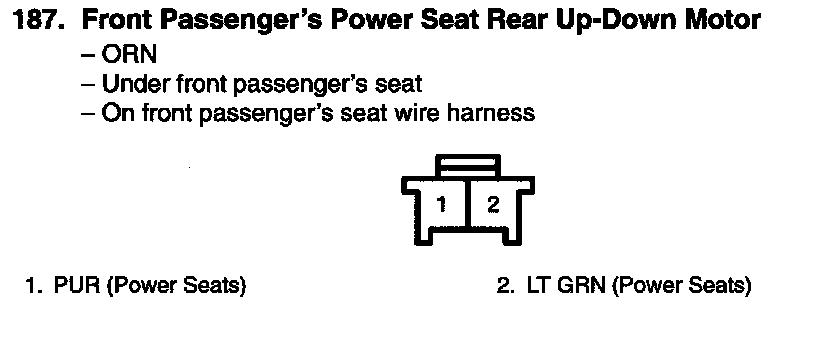 187. Front Passenger's Power Seat Rear Up-Down Motor
– ORN
– Under front passenger's seat
– On front passenger's seat wire harness
1 2
1. PUR (Power Seats) 2. LT GRN (Power Seats)